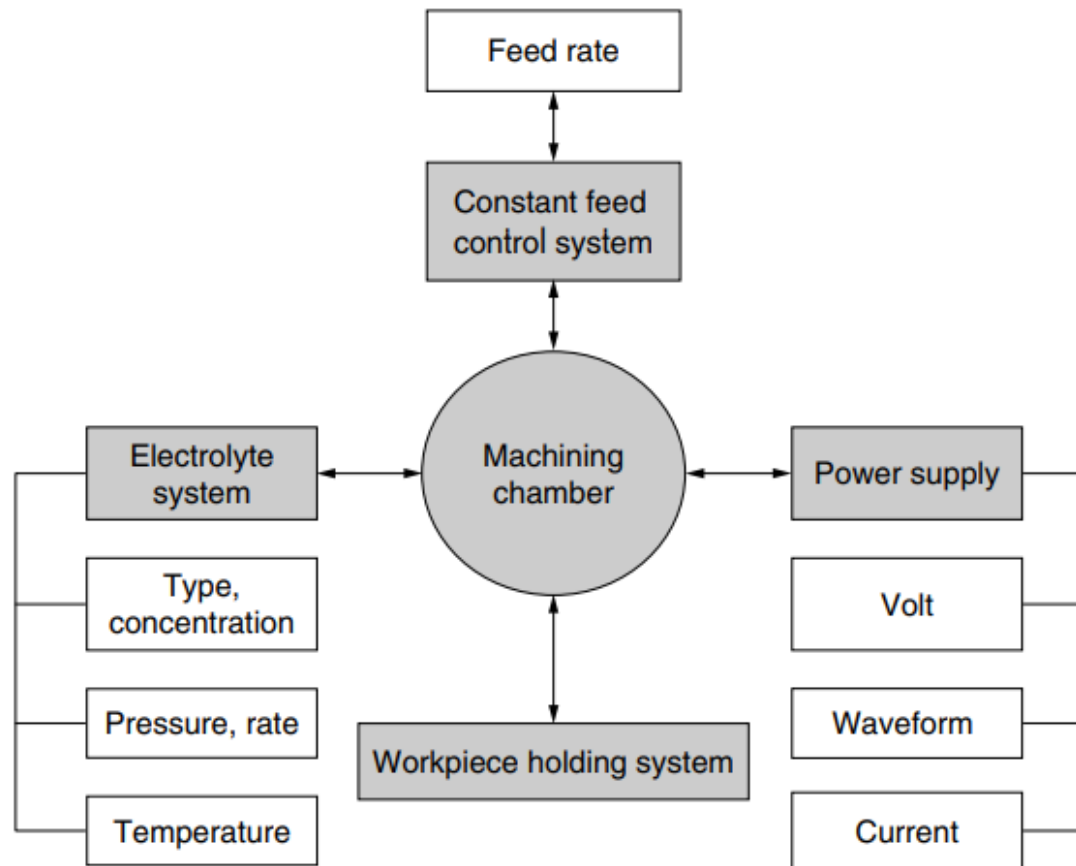 Feed rate
Constant feed
control system
Machining
chamber
Electrolyte
system
Type,
concentration
Pressure, rate
Temperature
Power supply
Volt
Waveform
Current
Workpiece holding system